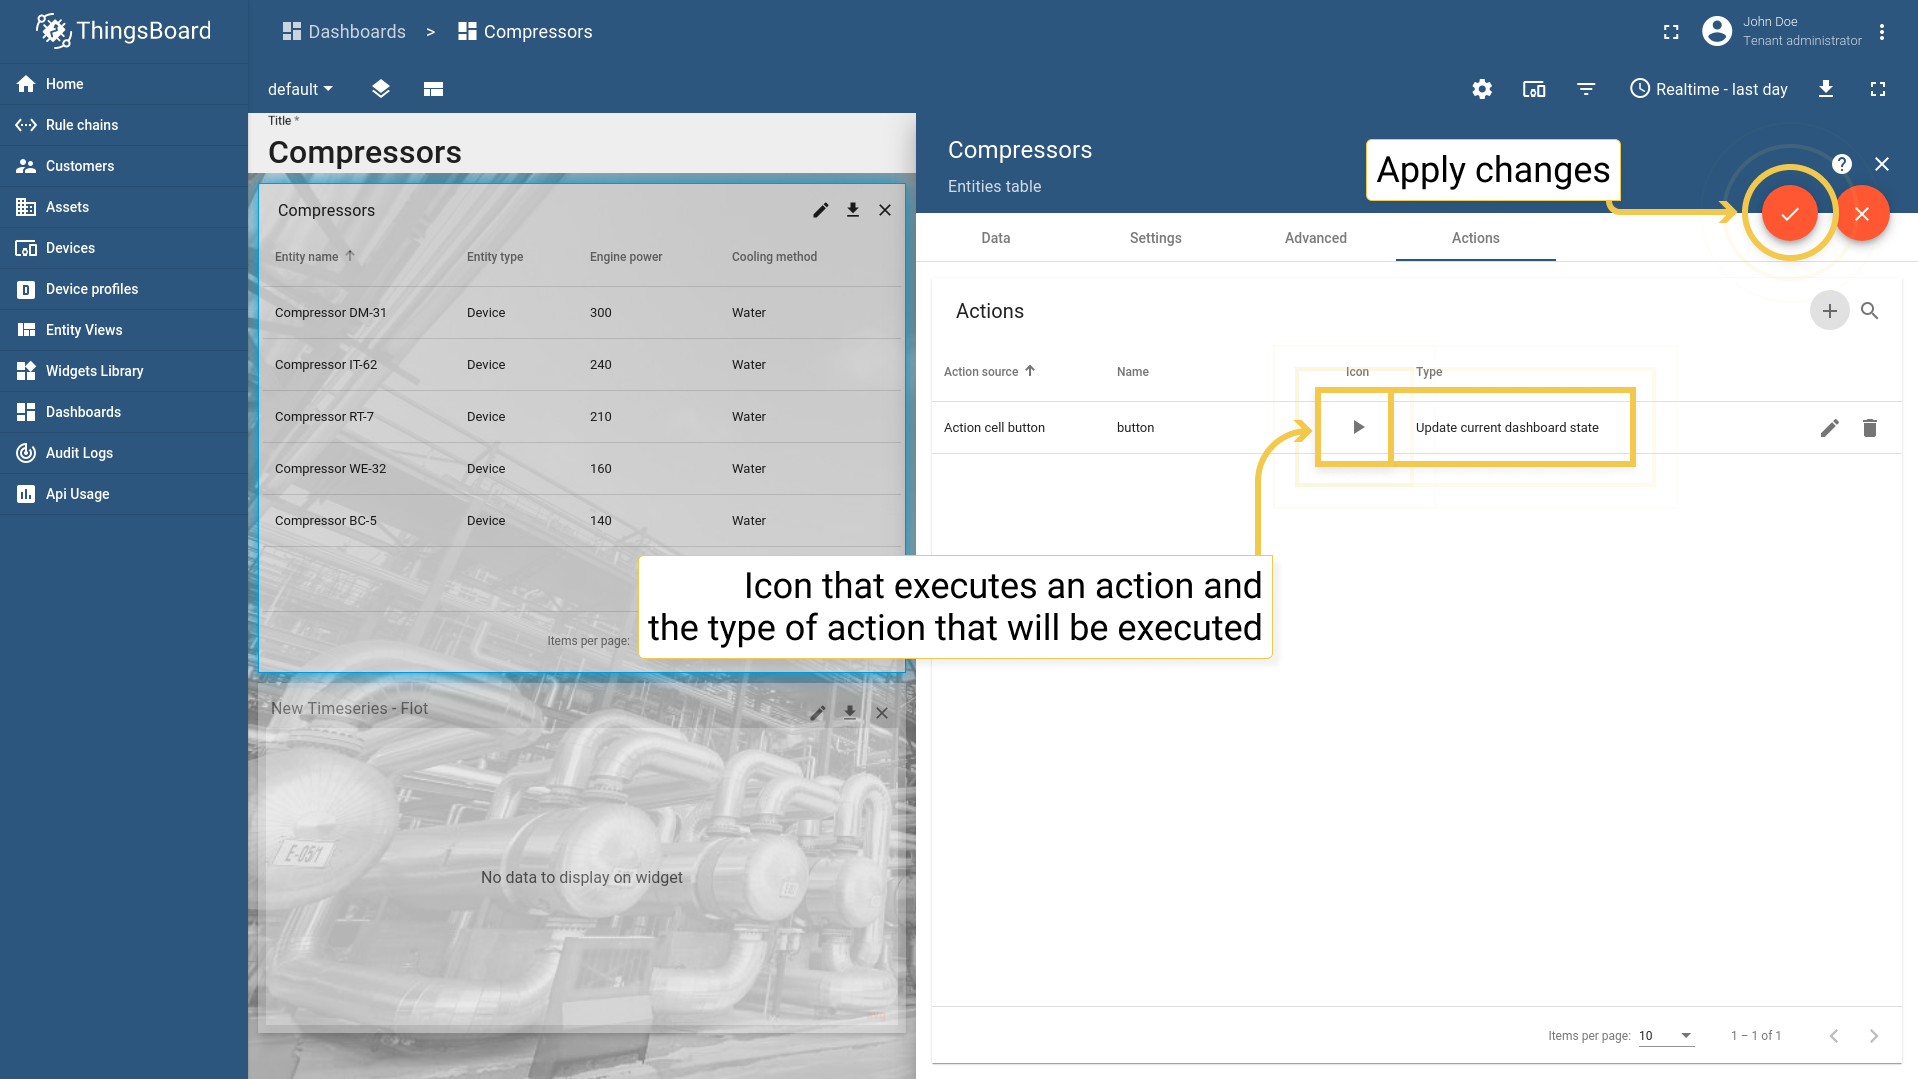 ThingsBoard
Dashboards > Compressors
John Doe
Tenant administrator
Home
Rule chains
Customers
Assets
Devices
Device profiles
Entity Views
Widgets Library
Dashboards
Audit Logs
Api Usage
default
Realtime - last day
Title *
Compressors
Compressors
Entity name Entity type Engine power Cooling method
Compressor DM-31 Device 300 Water
Compressor IT-62 Device 240 Water
Compressor RT-7 Device 210 Water
Compressor WE-32 Device 160 Water
Compressor BC-5 Device 140 Water
Items per page:
New Timeseries - Flot
E-05/1
No data to display on widget
Compressors
Entities table
Apply changes
Data Settings Advanced Actions
Actions
Action source Name Icon Type
Action cell button button Update current dashboard state
Icon that executes an action and
the type of action that will be executed
Items per page: 10 1 – 1 of 1